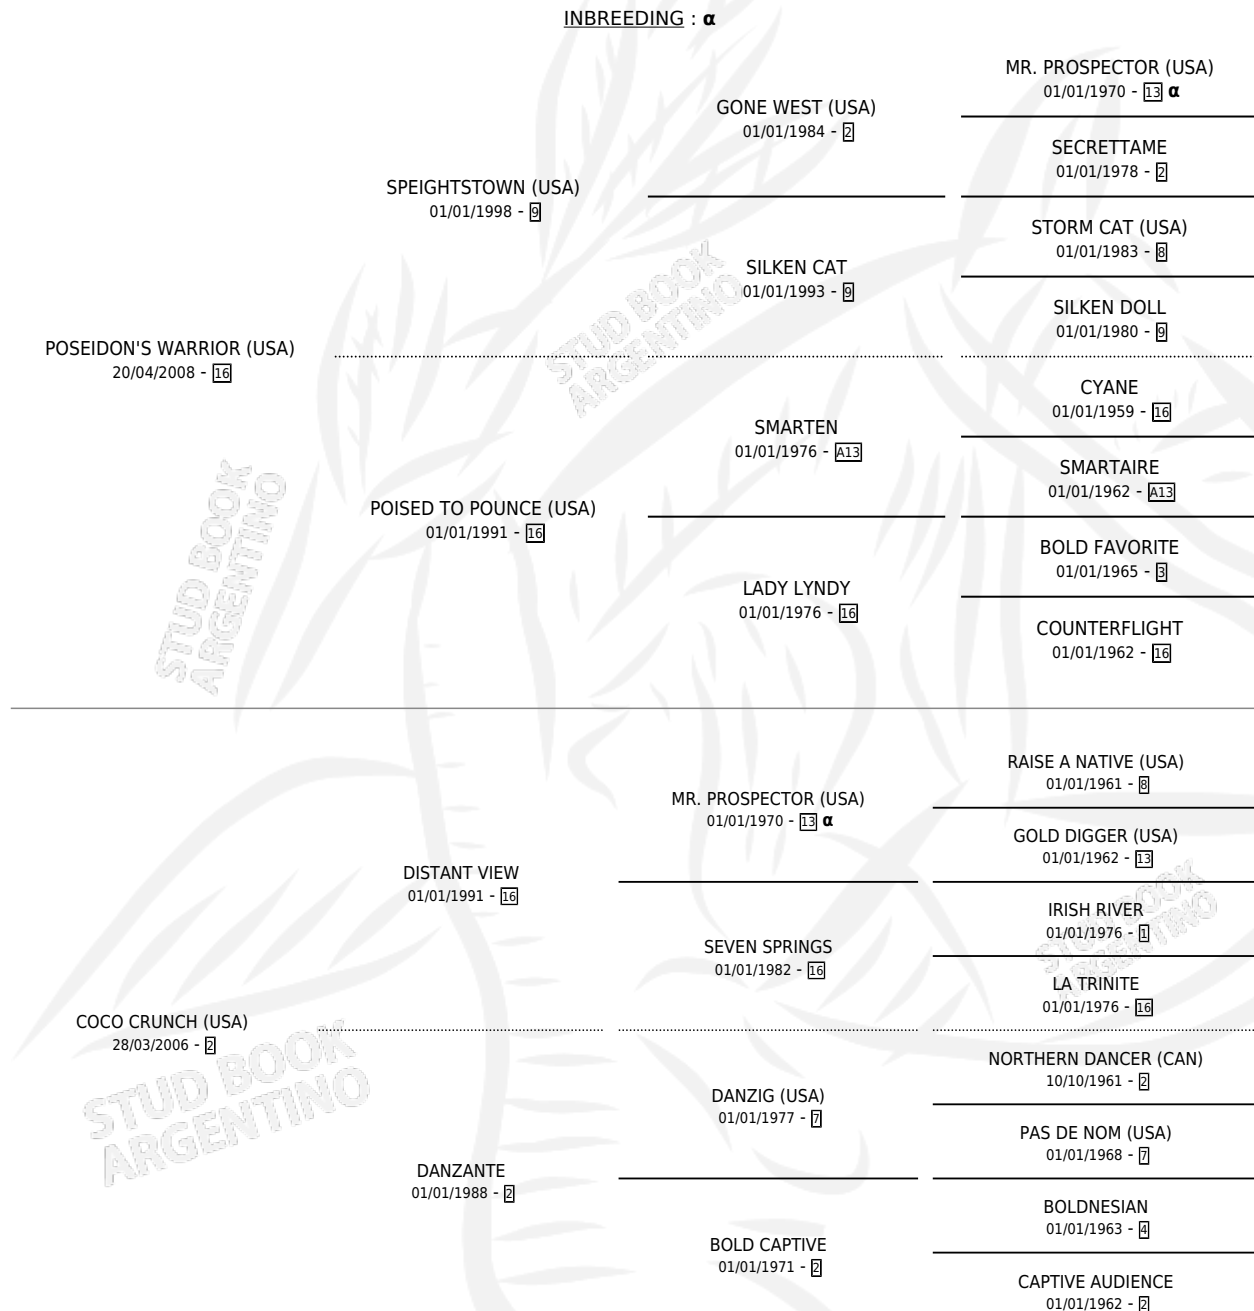 INBREEDING : α
MR. PROSPECTOR (USA)
01/01/1970 - 13 α
GONE WEST (USA)
01/01/1984 - 2
SECRETTAME
01/01/1978 - 2
SPEIGHTSTOWN (USA)
01/01/1998 - 9
STORM CAT (USA)
01/01/1983 - 8
SILKEN CAT
01/01/1993 - 9
SILKEN DOLL
01/01/1980 - 9
POSEIDON'S WARRIOR (USA)
20/04/2008 - 16
CYANE
01/01/1959 - 16
SMARTEN
01/01/1976 - A13
SMARTAIRE
01/01/1962 - A13
POISED TO POUNCE (USA)
01/01/1991 - 16
BOLD FAVORITE
01/01/1965 - 3
LADY LYNDY
01/01/1976 - 16
COUNTERFLIGHT
01/01/1962 - 16
RAISE A NATIVE (USA)
01/01/1961 - 8
MR. PROSPECTOR (USA)
01/01/1970 - 13 α
GOLD DIGGER (USA)
01/01/1962 - 13
DISTANT VIEW
01/01/1991 - 16
IRISH RIVER
01/01/1976 - 1
SEVEN SPRINGS
01/01/1982 - 16
LA TRINITE
01/01/1976 - 16
COCO CRUNCH (USA)
28/03/2006 - 2
NORTHERN DANCER (CAN)
10/10/1961 - 2
DANZIG (USA)
01/01/1977 - 7
PAS DE NOM (USA)
01/01/1968 - 7
DANZANTE
01/01/1988 - 2
BOLDNESIAN
01/01/1963 - 4
BOLD CAPTIVE
01/01/1971 - 2
CAPTIVE AUDIENCE
01/01/1962 - 2
STUD BOOK
ARGENTINO
STUD BOOK
ARGENTINO
STUD BOOK
ARGENTINO
STUD BOOK
ARGENTINO